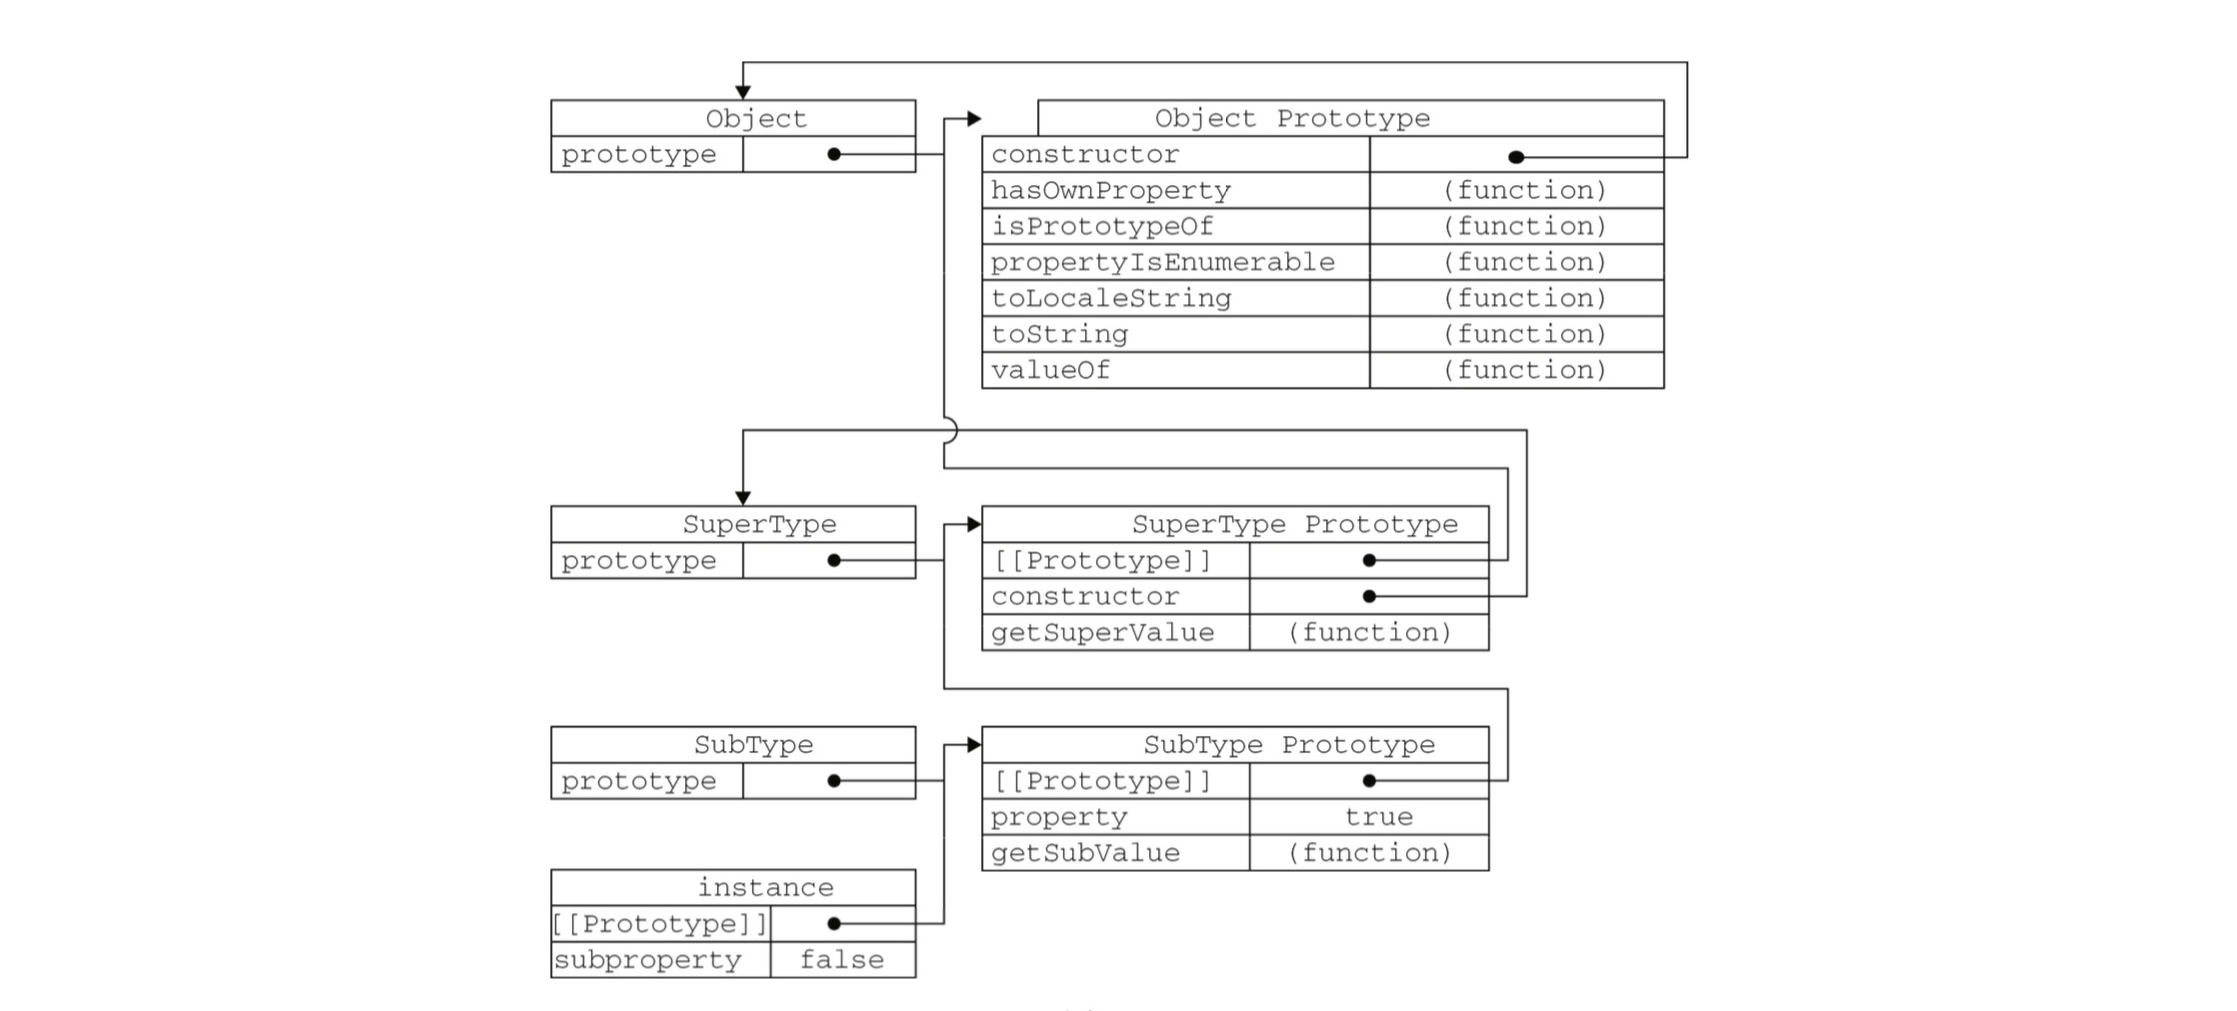 Object
prototype
Object Prototype
constructor
hasOwnProperty (function)
isPrototypeOf (function)
propertyIsEnumerable (function)
toLocaleString (function)
toString (function)
valueOf (function)
SuperType
prototype
SuperType Prototype
[[Prototype]]
constructor
getSuperValue (function)
SubType
prototype
SubType Prototype
[[Prototype]]
property true
getSubValue (function)
instance
[[Prototype]]
subproperty false